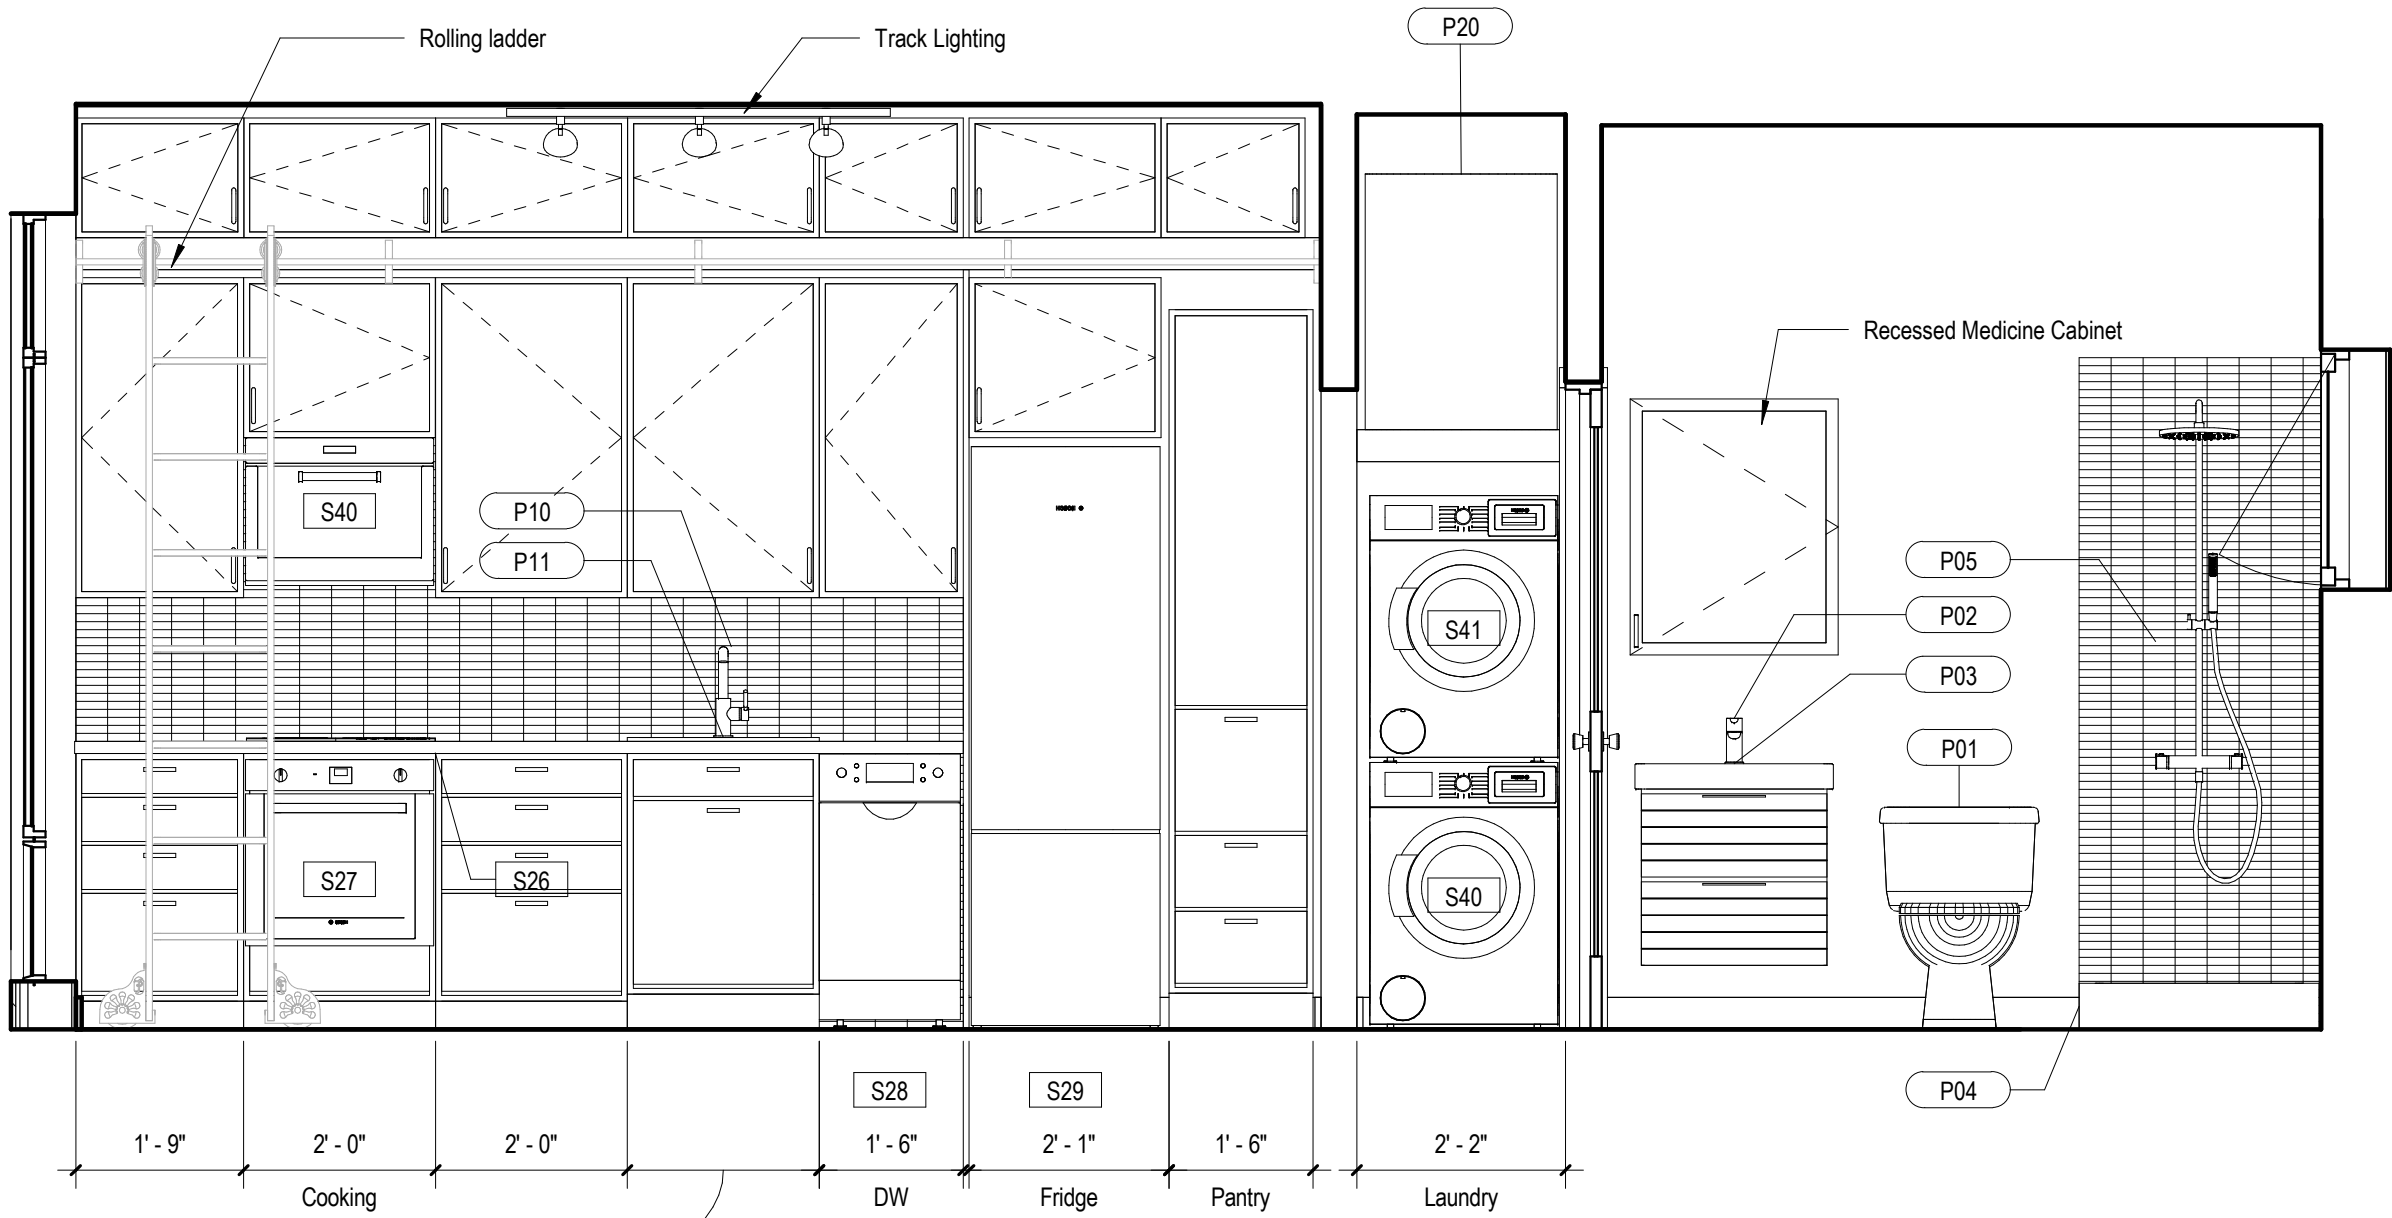 P20
Rolling ladder
Track Lighting
Recessed Medicine Cabinet
S40
P10
P11
P05
P02
S41
P03
P01
S27
S26
S40
S28
S29
P04
1' - 9"
2' - 0"
2' - 0"
1' - 6"
2' - 1"
1' - 6"
2' - 2"
Cooking
DW
Fridge
Pantry
Laundry